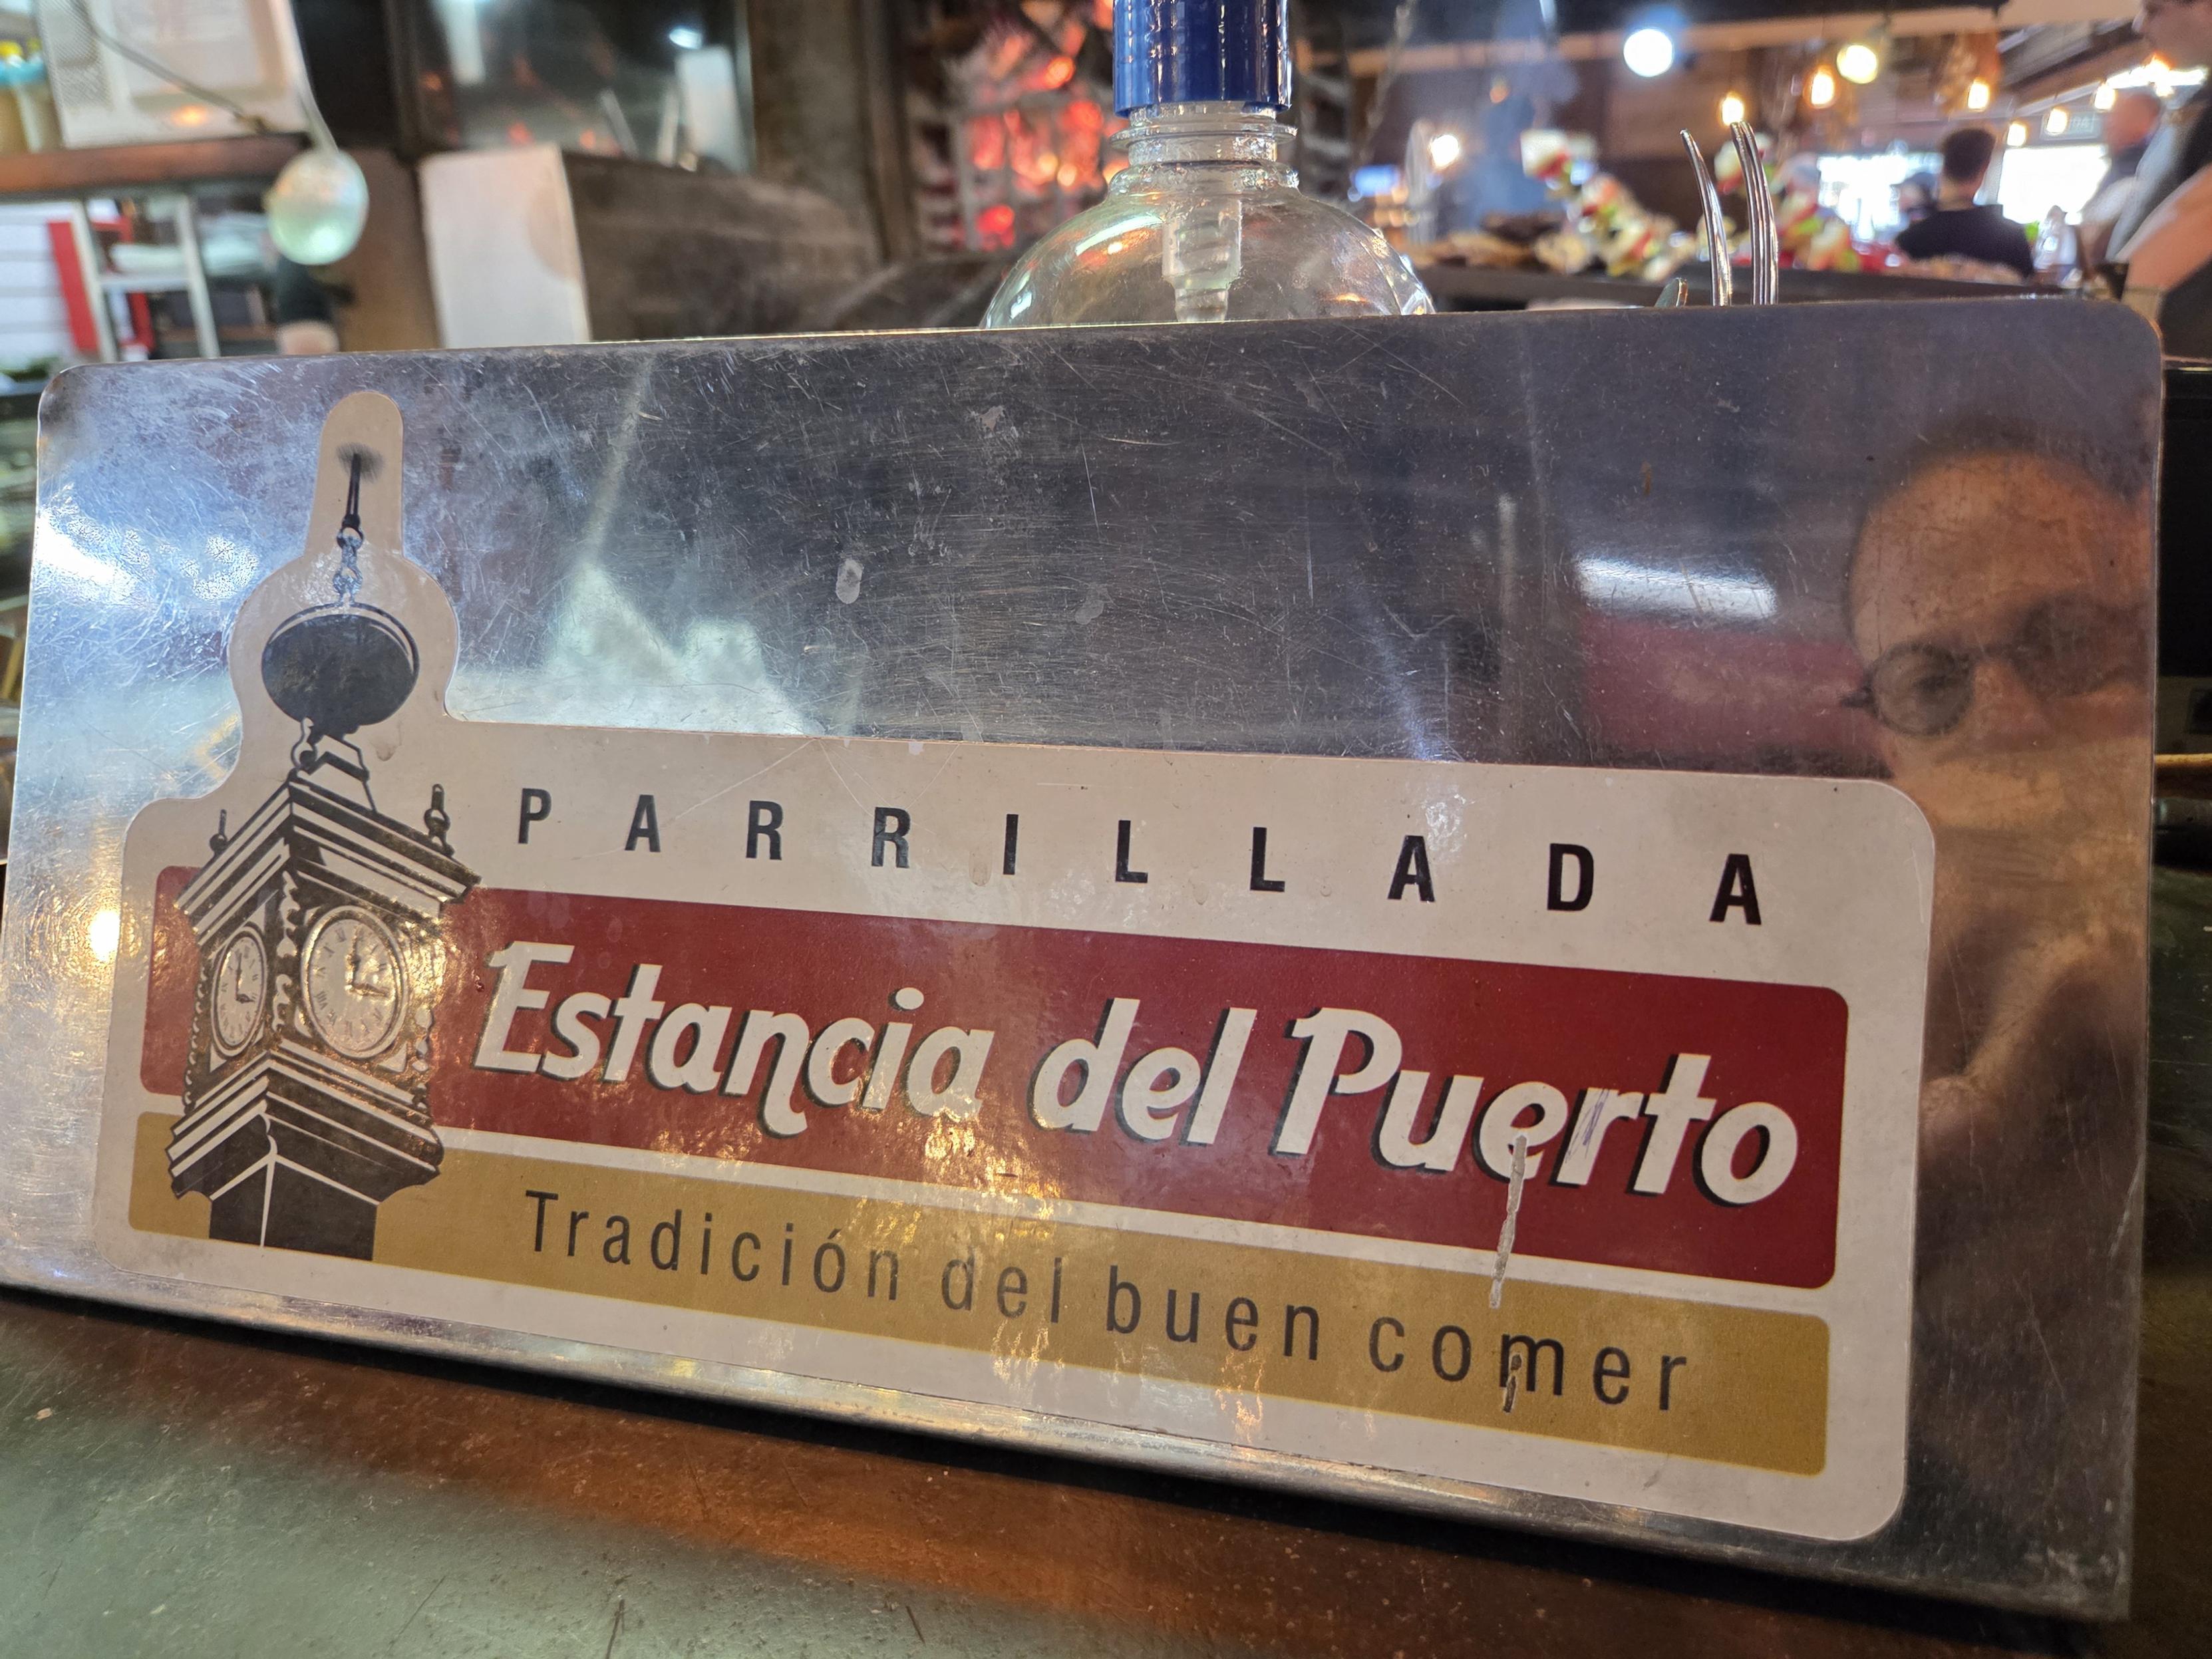 PARRILLADA
Estancia del Puerto
Tradición del buen comer